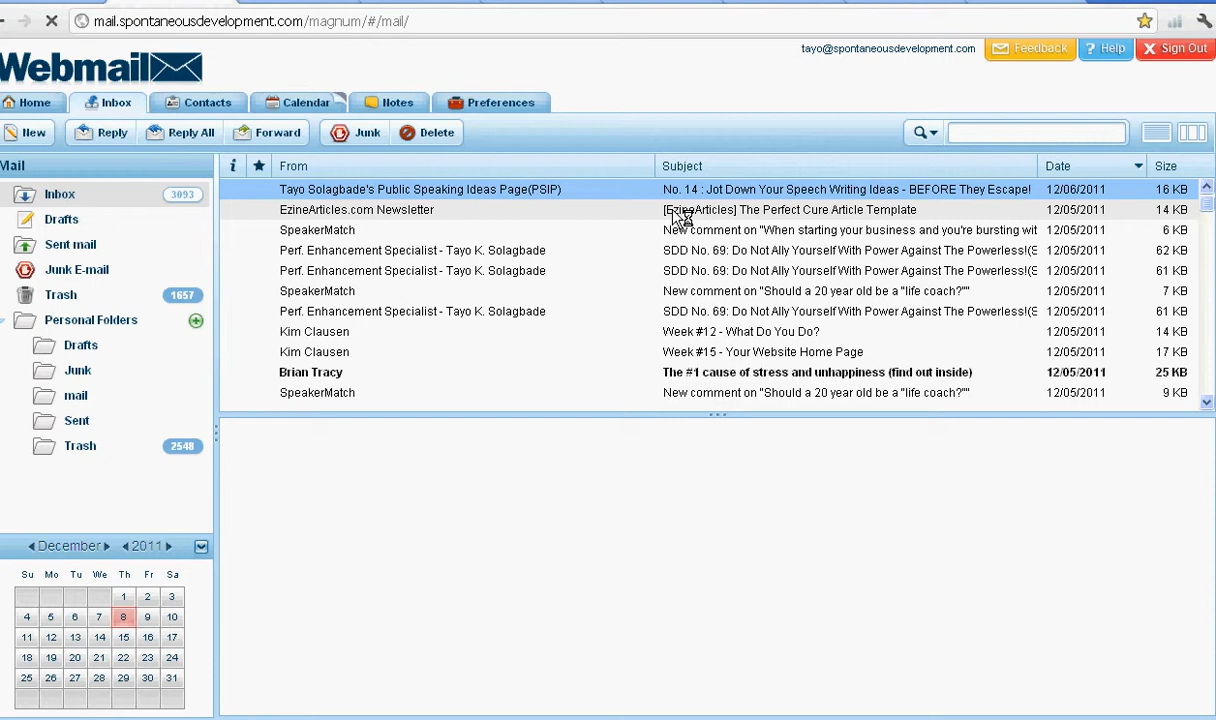 mail.spontaneousdevelopment.com/magnum/#/mail/
Webmail
tayo@spontaneousdevelopment.com Feedback ? Help Sign Out
Home Inbox Contacts Calendar Notes Preferences
New Reply Reply All Forward Junk Delete
Mail
From Subject Date Size
Inbox 3093
Drafts
Sent mail
Junk E-mail
Trash 1657
Personal Folders
Drafts
Junk
mail
Sent
Trash 2548
Tayo Solagbade's Public Speaking Ideas Page(PSIP) No. 14 : Jot Down Your Speech Writing Ideas - BEFORE They Escape! 12/06/2011 16 KB
EzineArticles.com Newsletter [EzineArticles] The Perfect Cure Article Template 12/05/2011 14 KB
SpeakerMatch New comment on "When starting your business and you're bursting wit 12/05/2011 6 KB
Perf. Enhancement Specialist - Tayo K. Solagbade SDD No. 69: Do Not Ally Yourself With Power Against The Powerless!(S 12/05/2011 62 KB
Perf. Enhancement Specialist - Tayo K. Solagbade SDD No. 69: Do Not Ally Yourself With Power Against The Powerless!(S 12/05/2011 61 KB
SpeakerMatch New comment on "Should a 20 year old be a "life coach?"" 12/05/2011 7 KB
Perf. Enhancement Specialist - Tayo K. Solagbade SDD No. 69: Do Not Ally Yourself With Power Against The Powerless!(S 12/05/2011 61 KB
Kim Clausen Week #12 - What Do You Do? 12/05/2011 14 KB
Kim Clausen Week #15 - Your Website Home Page 12/05/2011 17 KB
Brian Tracy The #1 cause of stress and unhappiness (find out inside) 12/05/2011 25 KB
SpeakerMatch New comment on "Should a 20 year old be a "life coach?"" 12/05/2011 9 KB
December 2011
Su Mo Tu We Th Fr Sa
1 2 3
4 5 6 7 8 9 10
11 12 13 14 15 16 17
18 19 20 21 22 23 24
25 26 27 28 29 30 31